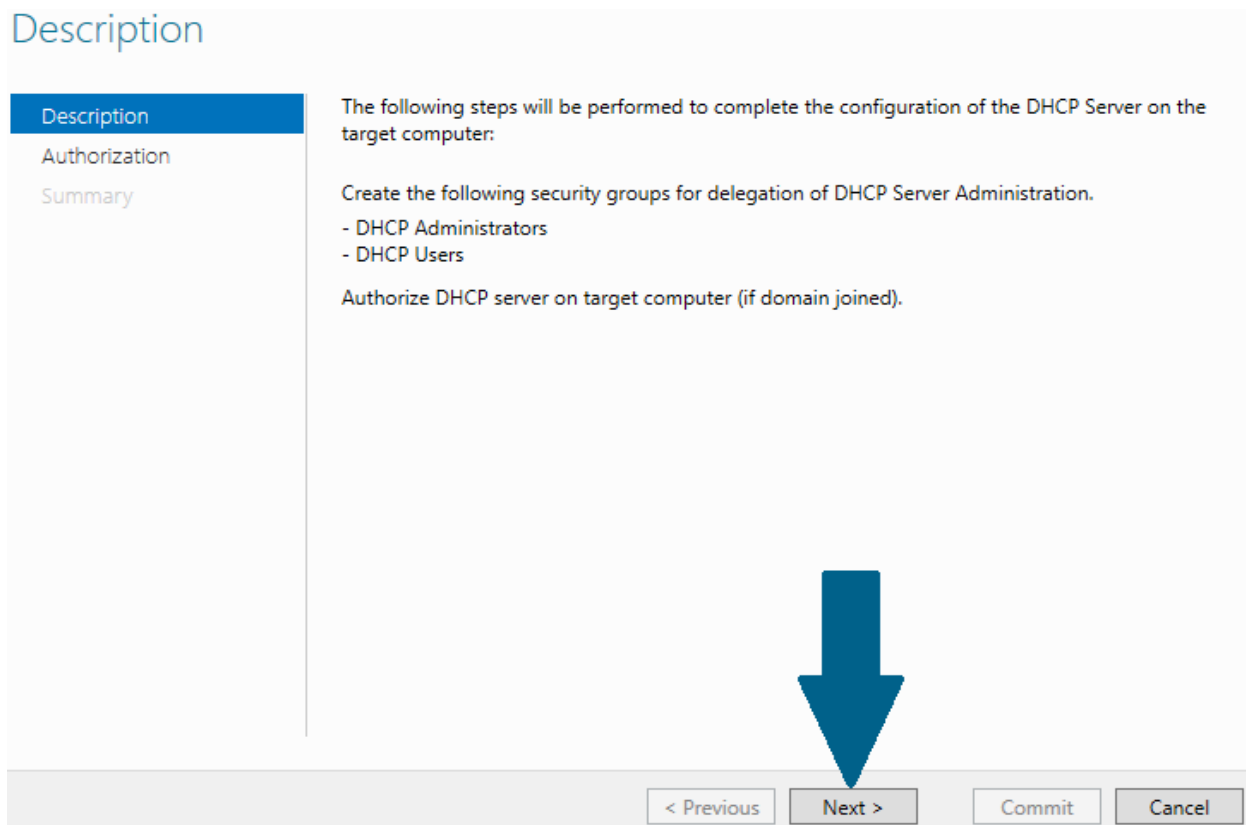 Description
Description
Authorization
Summary
The following steps will be performed to complete the configuration of the DHCP Server on the
target computer:
Create the following security groups for delegation of DHCP Server Administration.
- DHCP Administrators
- DHCP Users
Authorize DHCP server on target computer (if domain joined).
< Previous
Next >
Commit
Cancel